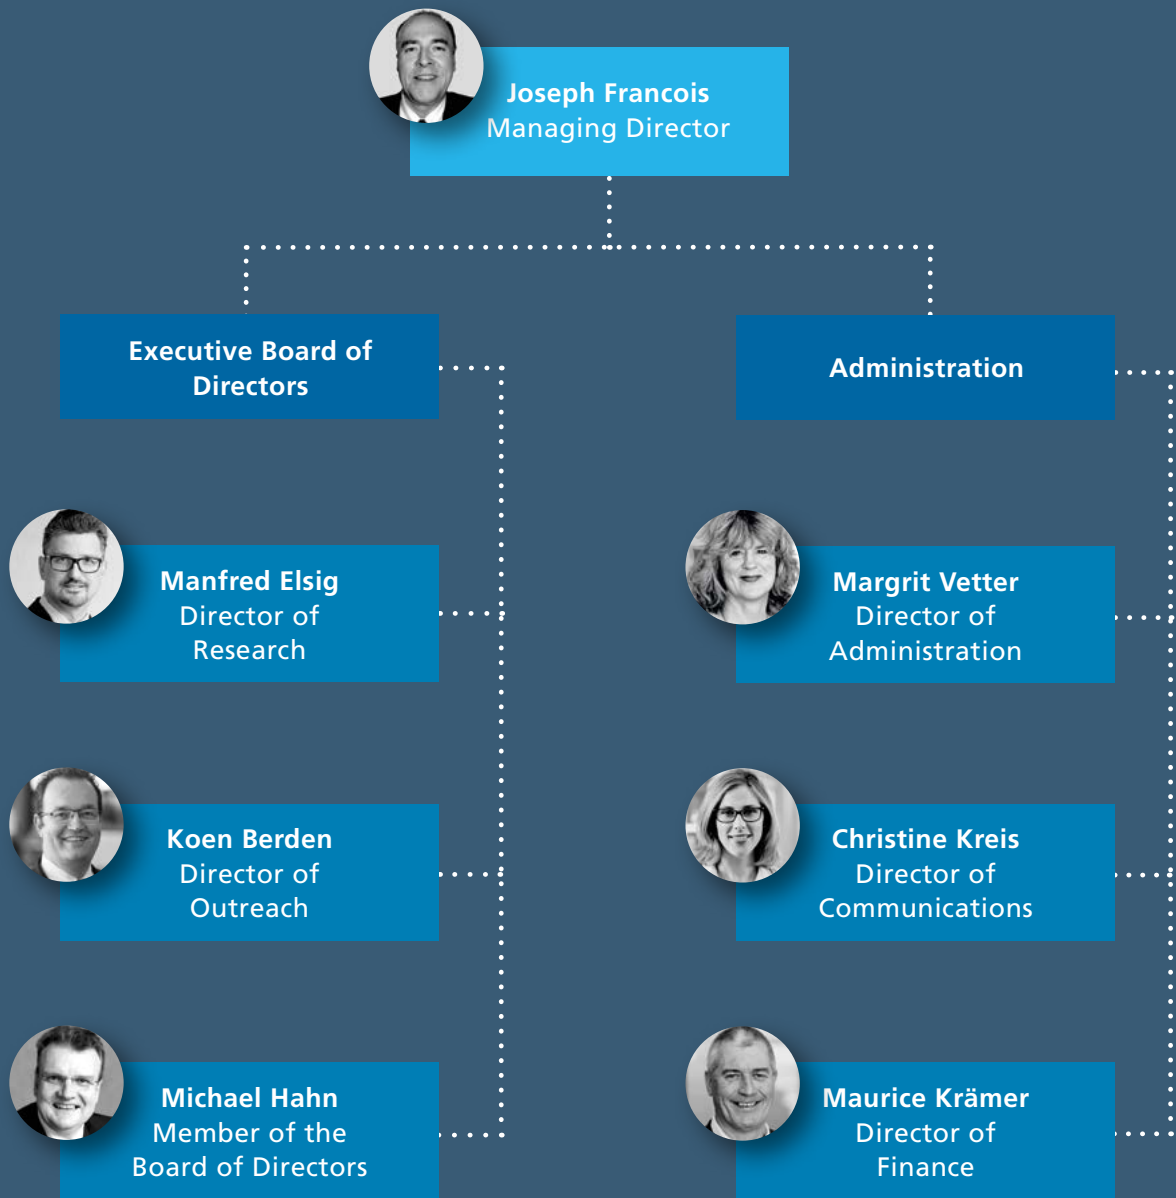 Joseph Francois
Managing Director
Executive Board of
Directors
Administration
Manfred Elsig
Director of
Research
Margrit Vetter
Director of
Administration
Koen Berden
Director of
Outreach
Christine Kreis
Director of
Communications
Michael Hahn
Member of the
Board of Directors
Maurice Krämer
Director of
Finance